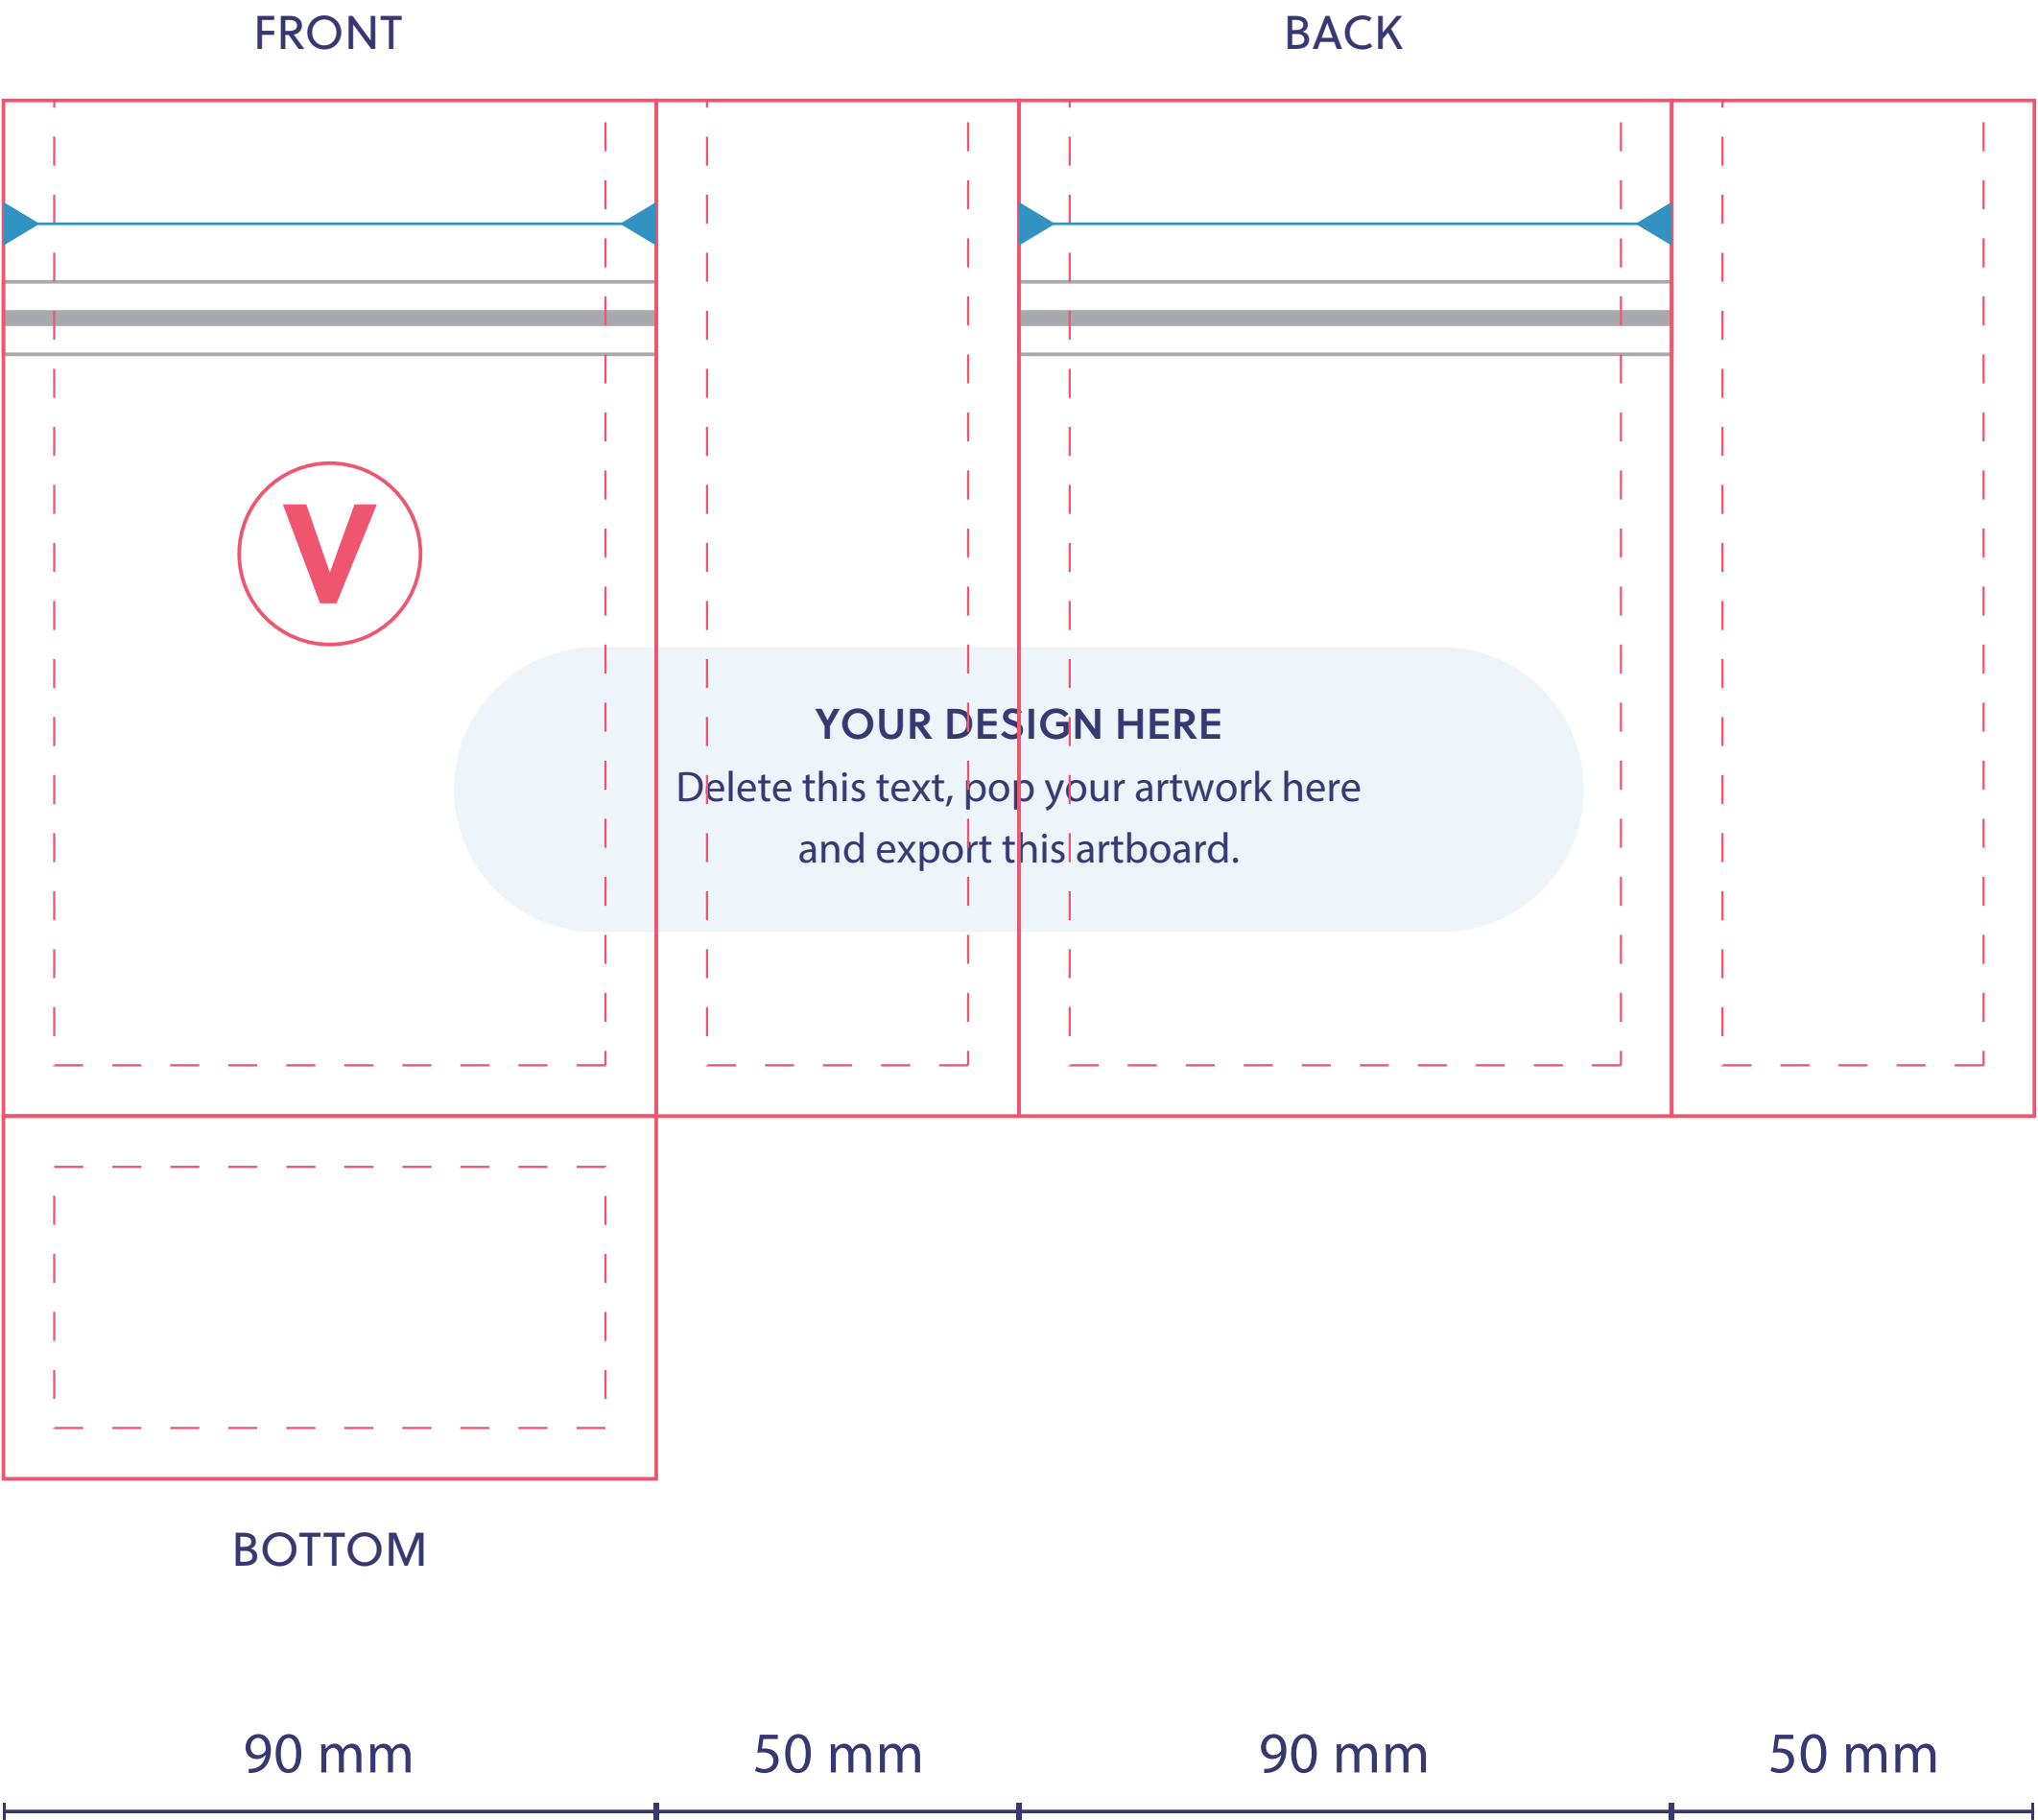 FRONT
BACK
V
YOUR DESIGN HERE
Delete this text, pop your artwork here
and export this artboard.
BOTTOM
90 mm
50 mm
90 mm
50 mm